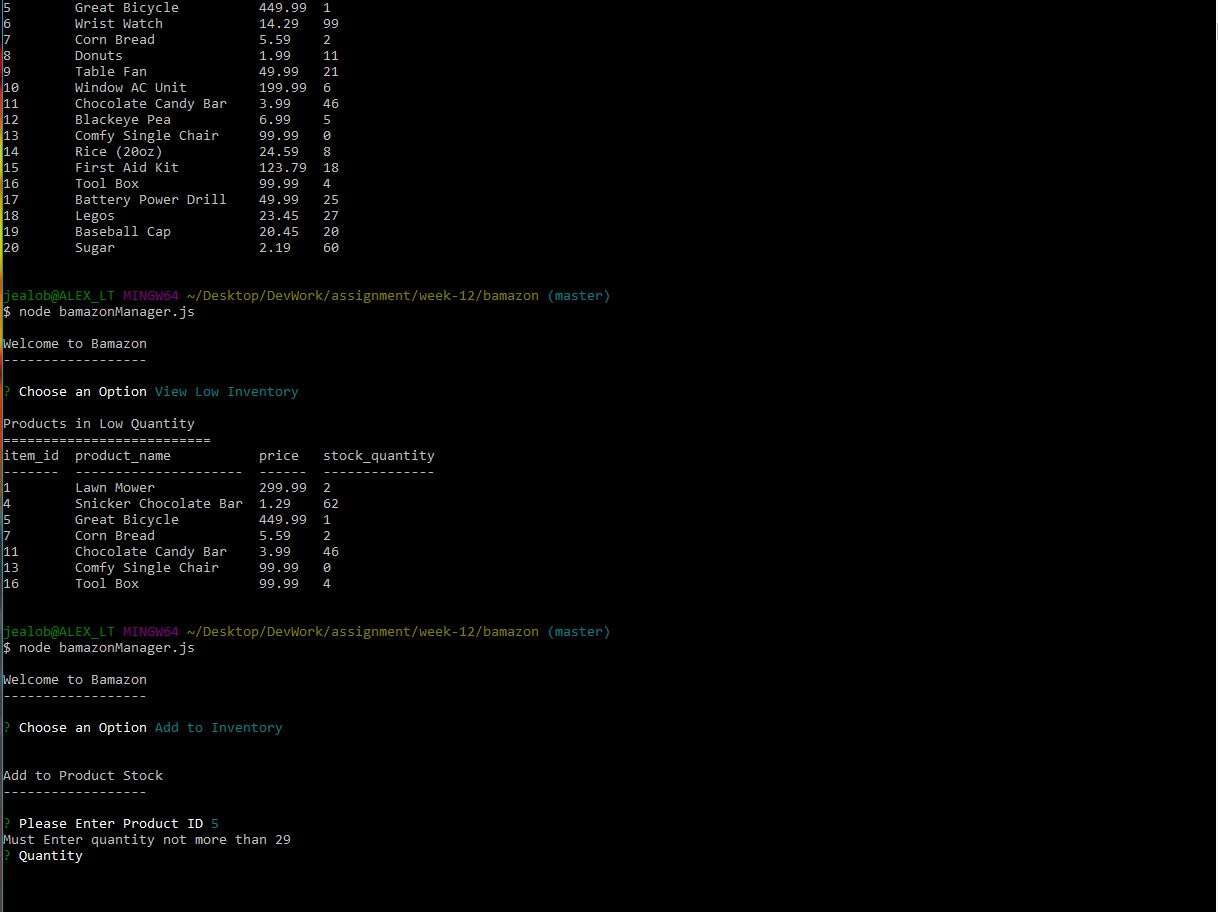 5        Great Bicycle          449.99  1
6        Wrist Watch            14.29   99
7        Corn Bread             5.59    2
8        Donuts                 1.99    11
9        Table Fan              49.99   21
10       Window AC Unit         199.99  6
11       Chocolate Candy Bar    3.99    46
12       Blackeye Pea           6.99    5
13       Comfy Single Chair     99.99   0
14       Rice (20oz)            24.59   8
15       First Aid Kit          123.79  18
16       Tool Box               99.99   4
17       Battery Power Drill    49.99   25
18       Legos                  23.45   27
19       Baseball Cap           20.45   20
20       Sugar                  2.19    60
jealob@ALEX_LT MINGW64 ~/Desktop/DevWork/assignment/week-12/bamazon (master)
$ node bamazonManager.js
Welcome to Bamazon
------------------
? Choose an Option View Low Inventory
Products in Low Quantity
==========================
item_id  product_name           price   stock_quantity
-------  ---------------------  ------  --------------
1        Lawn Mower             299.99  2
4        Snicker Chocolate Bar  1.29    62
5        Great Bicycle          449.99  1
7        Corn Bread             5.59    2
11       Chocolate Candy Bar    3.99    46
13       Comfy Single Chair     99.99   0
16       Tool Box               99.99   4
jealob@ALEX_LT MINGW64 ~/Desktop/DevWork/assignment/week-12/bamazon (master)
$ node bamazonManager.js
Welcome to Bamazon
------------------
? Choose an Option Add to Inventory
Add to Product Stock
------------------
? Please Enter Product ID 5
Must Enter quantity not more than 29
? Quantity